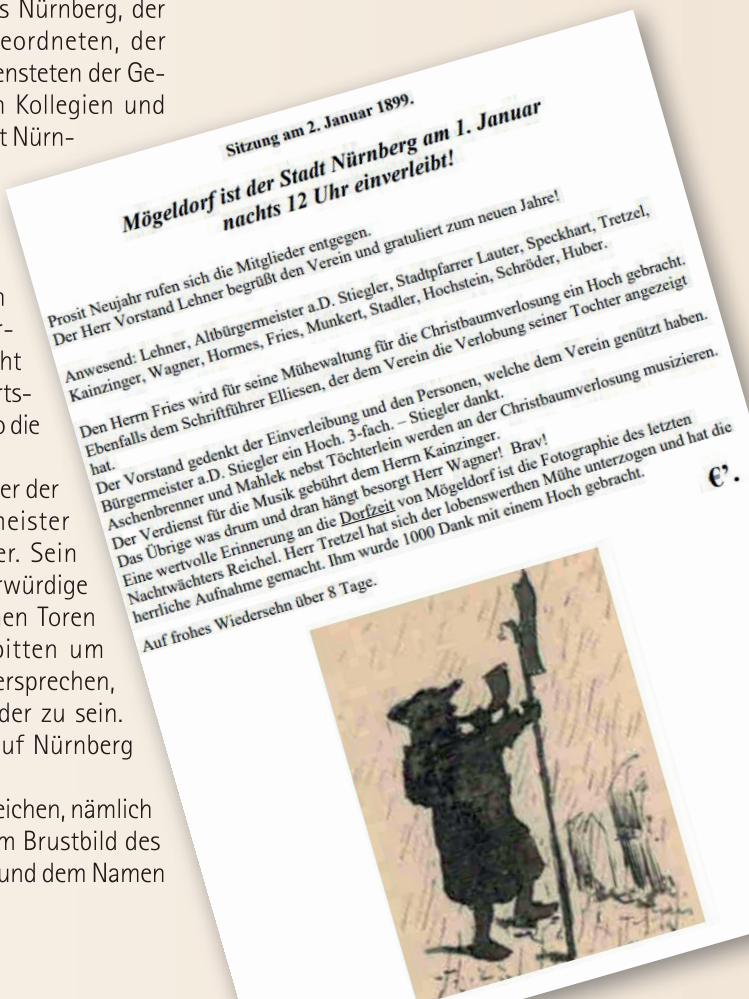 s Nürnberg, der
eordneten, der
ensteten der Ge-
n Kollegien und
t Nürn-
n
r-
ht
rts-
o die
er der
meister
er. Sein
rwürdige
nen Toren
bitten um
ersprechen,
der zu sein.
uf Nürnberg
eichen, nämlich
m Brustbild des
und dem Namen
Sitzung am 2. Januar 1899.
Mögeldorf ist der Stadt Nürnberg am 1. Januar
nachts 12 Uhr einverleibt!
Prosit Neujahr rufen sich die Mitglieder entgegen.
Der Herr Vorstand Lehner begrüßt den Verein und gratuliert zum neuen Jahre!
Anwesend: Lehner, Altbürgermeister a.D. Stiegler, Stadtpfarrer Lauter, Speckhart, Tretzel,
Kainzinger, Wagner, Hormes, Fries, Munkert, Stadler, Hochstein, Schröder, Huber.
Den Herrn Fries wird für seine Mühewaltung für die Christbaumverlosung ein Hoch gebracht.
Ebenfalls dem Schriftführer Elliesen, der dem Verein die Verlobung seiner Tochter angezeigt
hat.
Der Vorstand gedenkt der Einverleibung und den Personen, welche dem Verein genützt haben.
Bürgermeister a.D. Stiegler ein Hoch. 3-fach. – Stiegler dankt.
Aschenbrenner und Mahlek nebst Töchterlein werden an der Christbaumverlosung musizieren.
Der Verdienst für die Musik gebührt dem Herrn Kainzinger.
Das Übrige was drum und dran hängt besorgt Herr Wagner! Brav!
Eine wertvolle Erinnerung an die Dorfzeit von Mögeldorf ist die Fotographie des letzten
Nachtwächters Reichel. Herr Tretzel hat sich der lobenswerthen Mühe unterzogen und hat die
herrliche Aufnahme gemacht. Ihm wurde 1000 Dank mit einem Hoch gebracht.
€’.
Auf frohes Wiedersehn über 8 Tage.